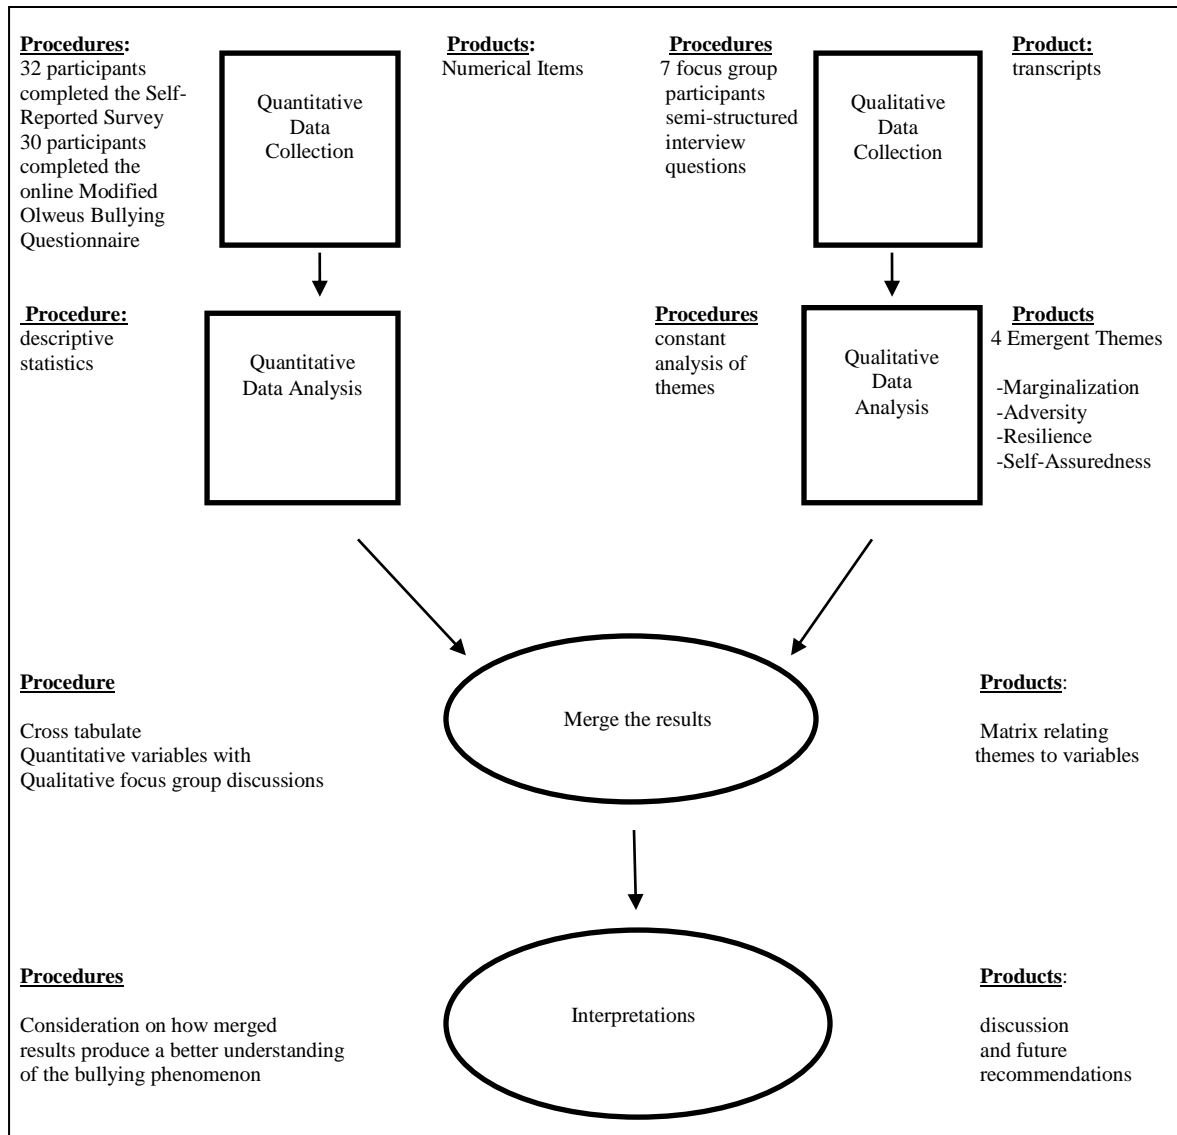 Procedures:
32 participants
completed the Self-
Reported Survey
30 participants
completed the
online Modified
Olweus Bullying
Questionnaire
Quantitative
Data
Collection
Products:
Numerical Items
Procedures
7 focus group
participants
semi-structured
interview
questions
Qualitative
Data
Collection
Product:
transcripts
Procedure:
descriptive
statistics
Quantitative
Data Analysis
Procedures
constant
analysis of
themes
Qualitative
Data
Analysis
Products
4 Emergent Themes
-Marginalization
-Adversity
-Resilience
-Self-Assuredness
Procedure
Cross tabulate
Quantitative variables with
Qualitative focus group discussions
Merge the results
Products:
Matrix relating
themes to variables
Procedures
Consideration on how merged
results produce a better understanding
of the bullying phenomenon
Interpretations
Products:
discussion
and future
recommendations